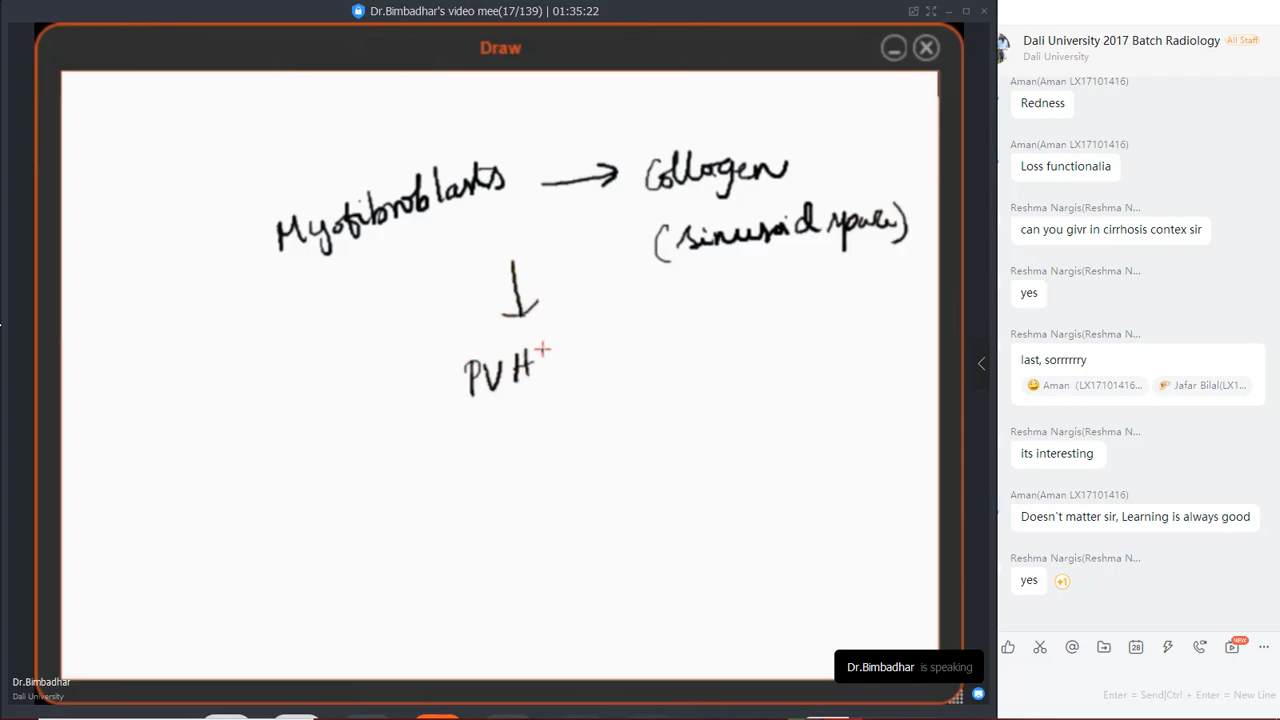 Dr.Bimbadhar's video mee(17/139) | 01:35:22
Draw
Myofibroblasts → Collogen
(sinusoid space)
↓
PVH
Dr.Bimbadhar is speaking
Dr.Bimbadhar
Dali University
Dali University 2017 Batch Radiology All Staff
Dali University
Aman(Aman LX17101416)
Redness
Aman(Aman LX17101416)
Loss functionalia
Reshma Nargis(Reshma N...
can you givr in cirrhosis contex sir
Reshma Nargis(Reshma N...
yes
Reshma Nargis(Reshma N...
last, sorrrrrry
Aman (LX17101416... Jafar Bilal(LX1...
Reshma Nargis(Reshma N...
its interesting
Aman(Aman LX17101416)
Doesn't matter sir, Learning is always good
Reshma Nargis(Reshma N...
yes +1
28 NEW
Enter = Send|Ctrl + Enter = New Line